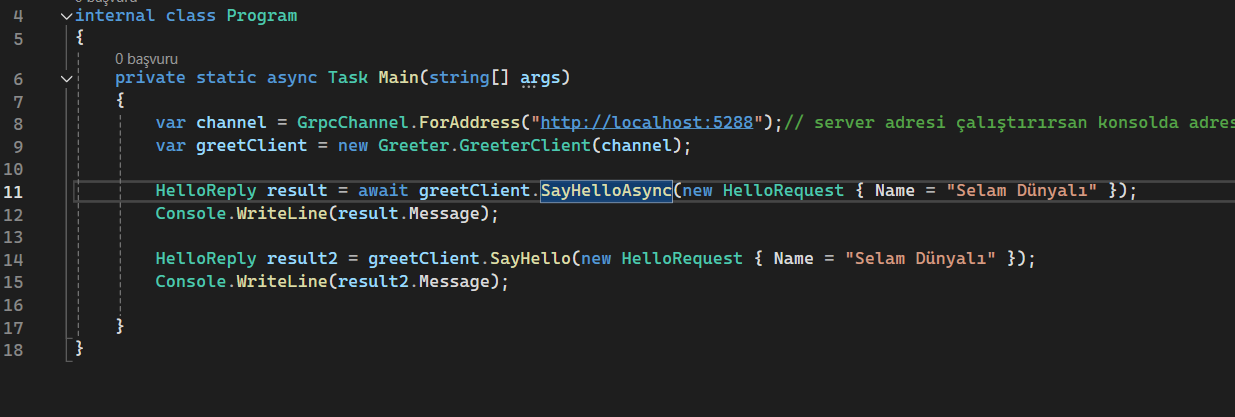 0 başvuru
4 internal class Program
5 {
0 başvuru
6 private static async Task Main(string[] args)
7 {
8 var channel = GrpcChannel.ForAddress("http://localhost:5288");// server adresi çalıştırırsan konsolda adres
9 var greetClient = new Greeter.GreeterClient(channel);
10
11 HelloReply result = await greetClient.SayHelloAsync(new HelloRequest { Name = "Selam Dünyalı" });
12 Console.WriteLine(result.Message);
13
14 HelloReply result2 = greetClient.SayHello(new HelloRequest { Name = "Selam Dünyalı" });
15 Console.WriteLine(result2.Message);
16
17 }
18 }